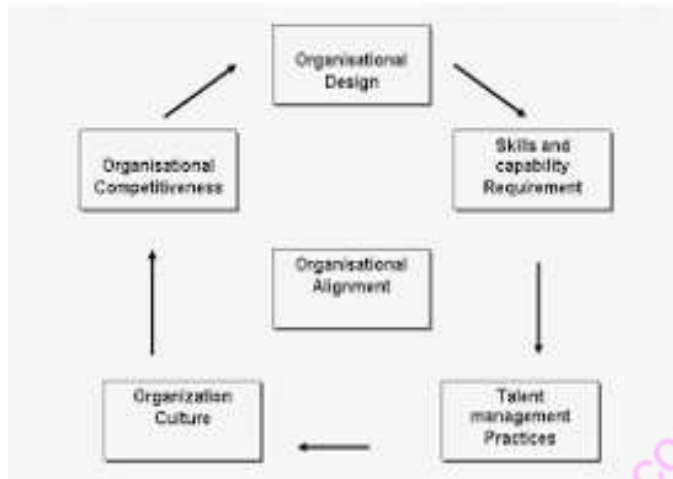 Organisational
Design
Organisational
Competitiveness
Skills and
capability
Requirement
Organisational
Alignment
Organization
Culture
Talent
management
Practices